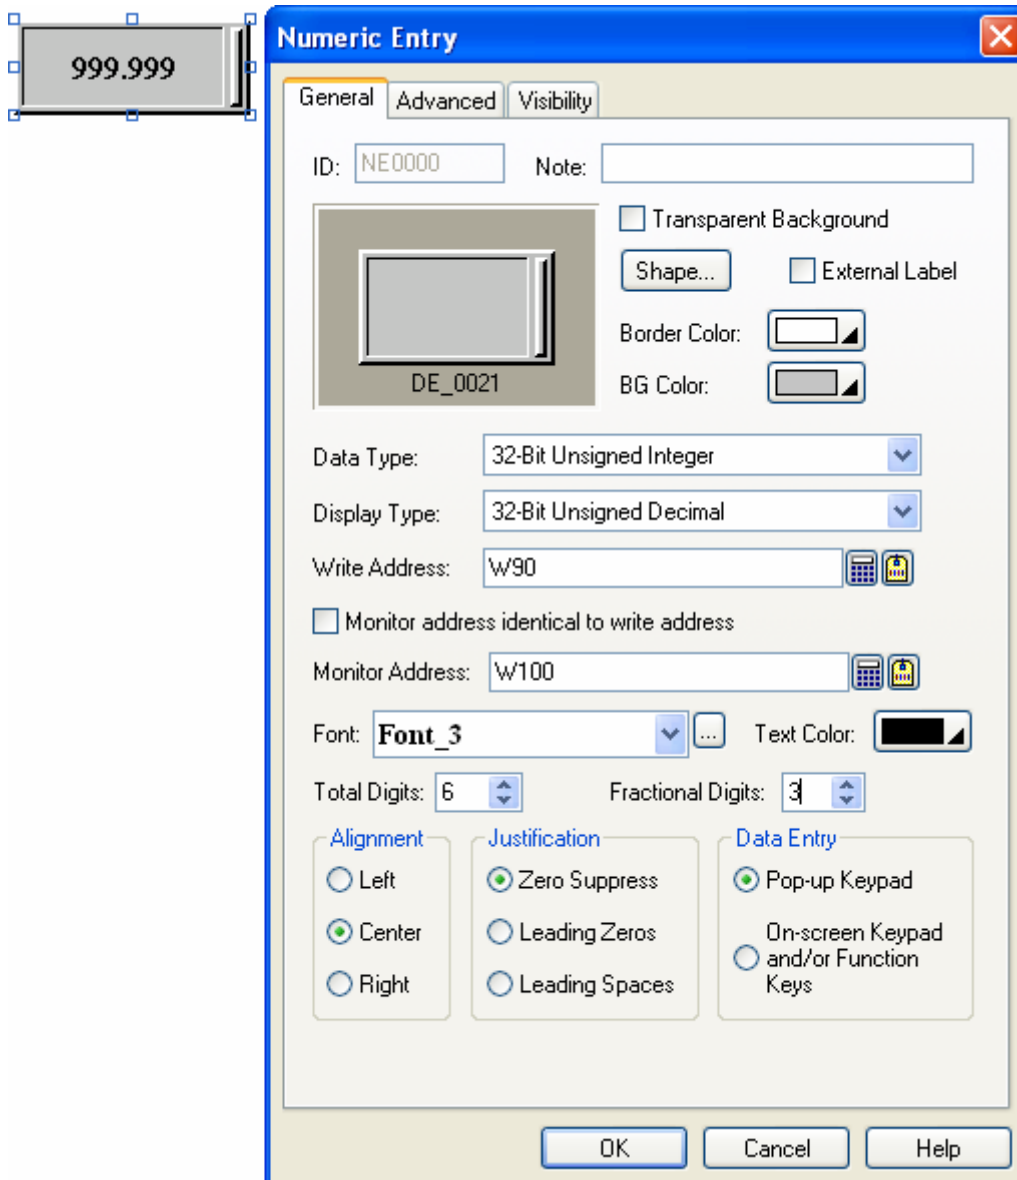 999.999
Numeric Entry
General Advanced Visibility
ID: NE0000 Note:
Transparent Background
Shape... External Label
Border Color:
DE_0021 BG Color:
Data Type: 32-Bit Unsigned Integer
Display Type: 32-Bit Unsigned Decimal
Write Address: W90
Monitor address identical to write address
Monitor Address: W100
Font: Font_3 ... Text Color:
Total Digits: 6 Fractional Digits: 3
Alignment Justification Data Entry
Left Zero Suppress Pop-up Keypad
Center Leading Zeros On-screen Keypad
and/or Function
Right Leading Spaces Keys
OK Cancel Help